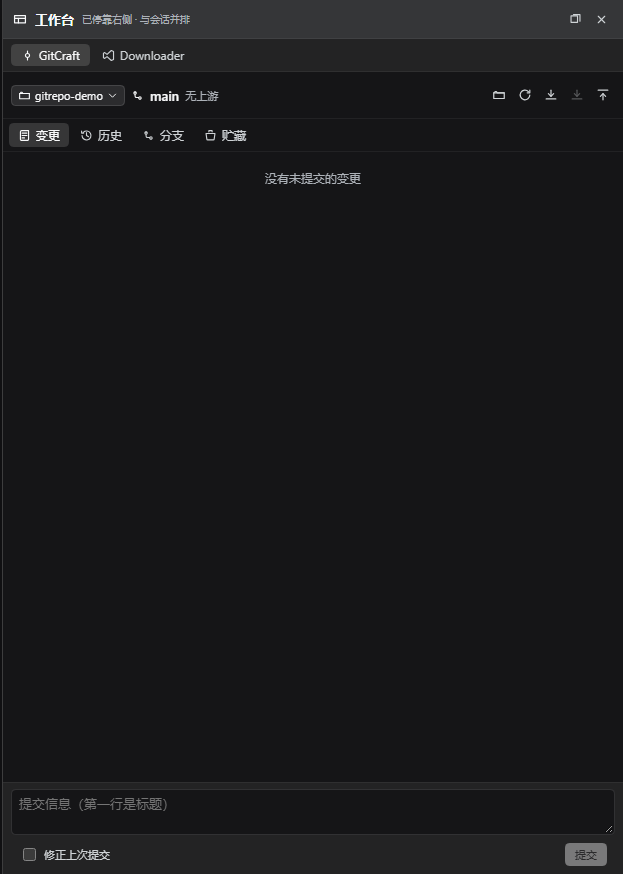 工作台 已停靠右侧 · 与会话并排
GitCraft Downloader
gitrepo-demo main 无上游
变更 历史 分支 贮藏
没有未提交的变更
提交信息（第一行是标题）
修正上次提交 提交